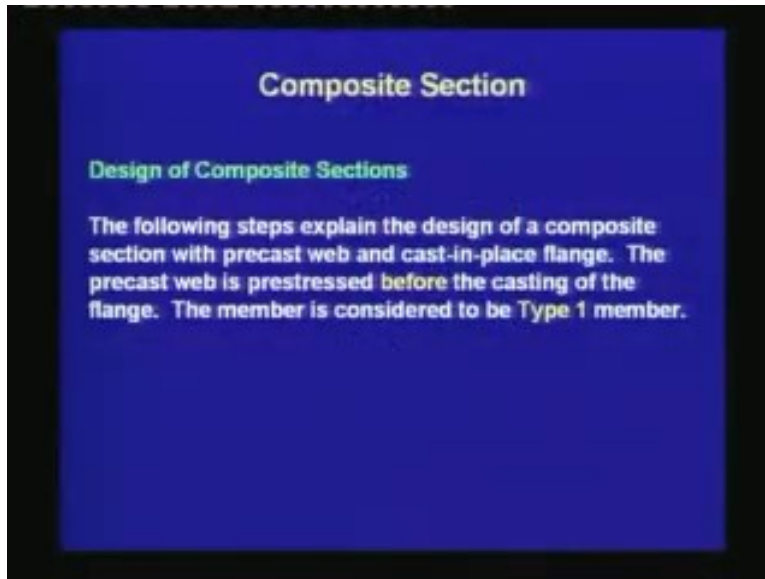 Composite Section
Design of Composite Sections
The following steps explain the design of a composite
section with precast web and cast-in-place flange. The
precast web is prestressed before the casting of the
flange. The member is considered to be Type 1 member.